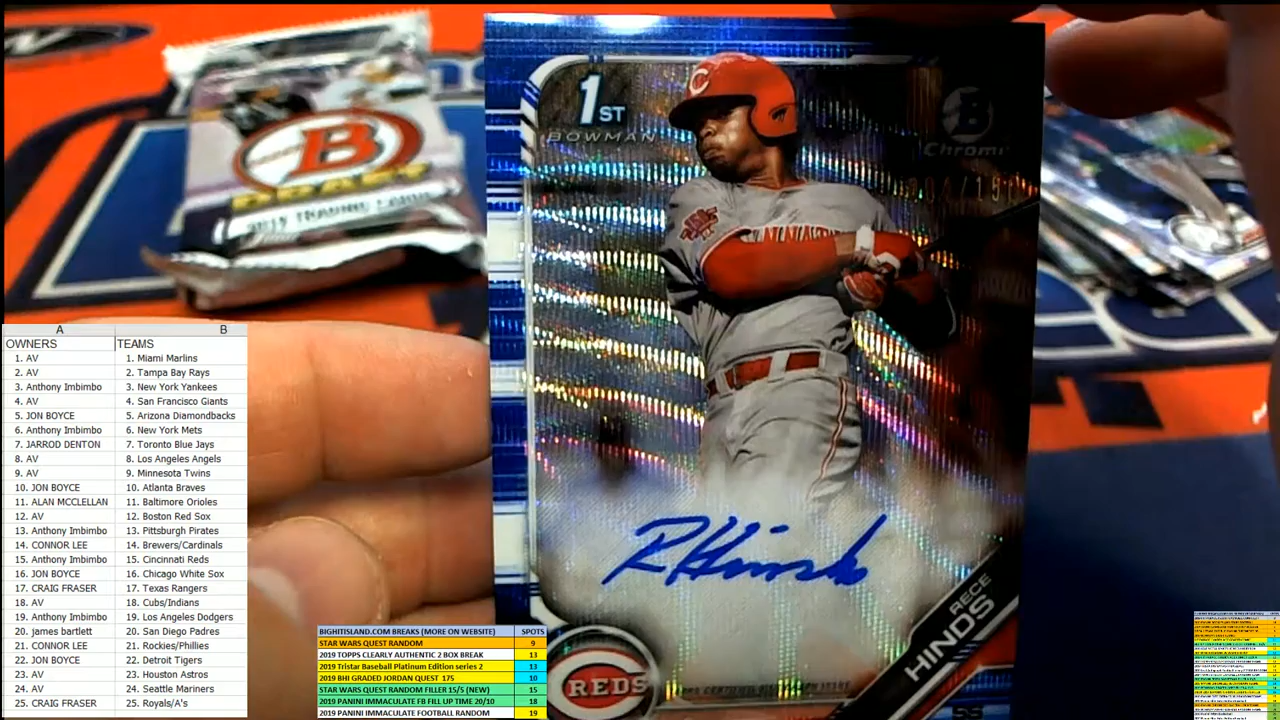 B
DRAFT
2019 TRADING CARDS
1ST
BOWMAN
B
Chrome
C
R Hinds
RECE
HINDS
REDS
SS
A B
OWNERS TEAMS
1. AV 1. Miami Marlins
2. AV 2. Tampa Bay Rays
3. Anthony Imbimbo 3. New York Yankees
4. AV 4. San Francisco Giants
5. JON BOYCE 5. Arizona Diamondbacks
6. Anthony Imbimbo 6. New York Mets
7. JARROD DENTON 7. Toronto Blue Jays
8. AV 8. Los Angeles Angels
9. AV 9. Minnesota Twins
10. JON BOYCE 10. Atlanta Braves
11. ALAN MCCLELLAN 11. Baltimore Orioles
12. AV 12. Boston Red Sox
13. Anthony Imbimbo 13. Pittsburgh Pirates
14. CONNOR LEE 14. Brewers/Cardinals
15. Anthony Imbimbo 15. Cincinnati Reds
16. JON BOYCE 16. Chicago White Sox
17. CRAIG FRASER 17. Texas Rangers
18. AV 18. Cubs/Indians
19. Anthony Imbimbo 19. Los Angeles Dodgers
20. james bartlett 20. San Diego Padres
21. CONNOR LEE 21. Rockies/Phillies
22. JON BOYCE 22. Detroit Tigers
23. AV 23. Houston Astros
24. AV 24. Seattle Mariners
25. CRAIG FRASER 25. Royals/A's
BIGHITISLAND.COM BREAKS (MORE ON WEBSITE) SPOTS
STAR WARS QUEST RANDOM 9
2019 TOPPS CLEARLY AUTHENTIC 2 BOX BREAK 13
2019 Tristar Baseball Platinum Edition series 2 13
2019 BHI GRADED JORDAN QUEST 175 10
STAR WARS QUEST RANDOM FILLER 15/5 (NEW) 15
2019 PANINI IMMACULATE FB FILL UP TIME 20/10 18
2019 PANINI IMMACULATE FOOTBALL RANDOM 19